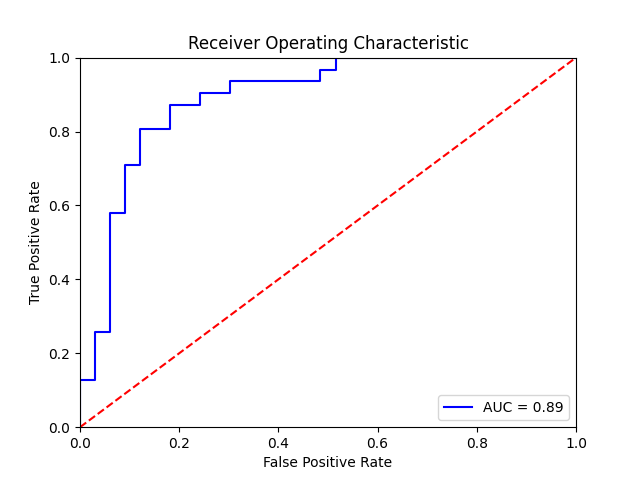 Receiver Operating Characteristic
1.0
0.8
0.6
0.4
0.2
0.0
True Positive Rate
AUC = 0.89
0.0 0.2 0.4 0.6 0.8 1.0
False Positive Rate